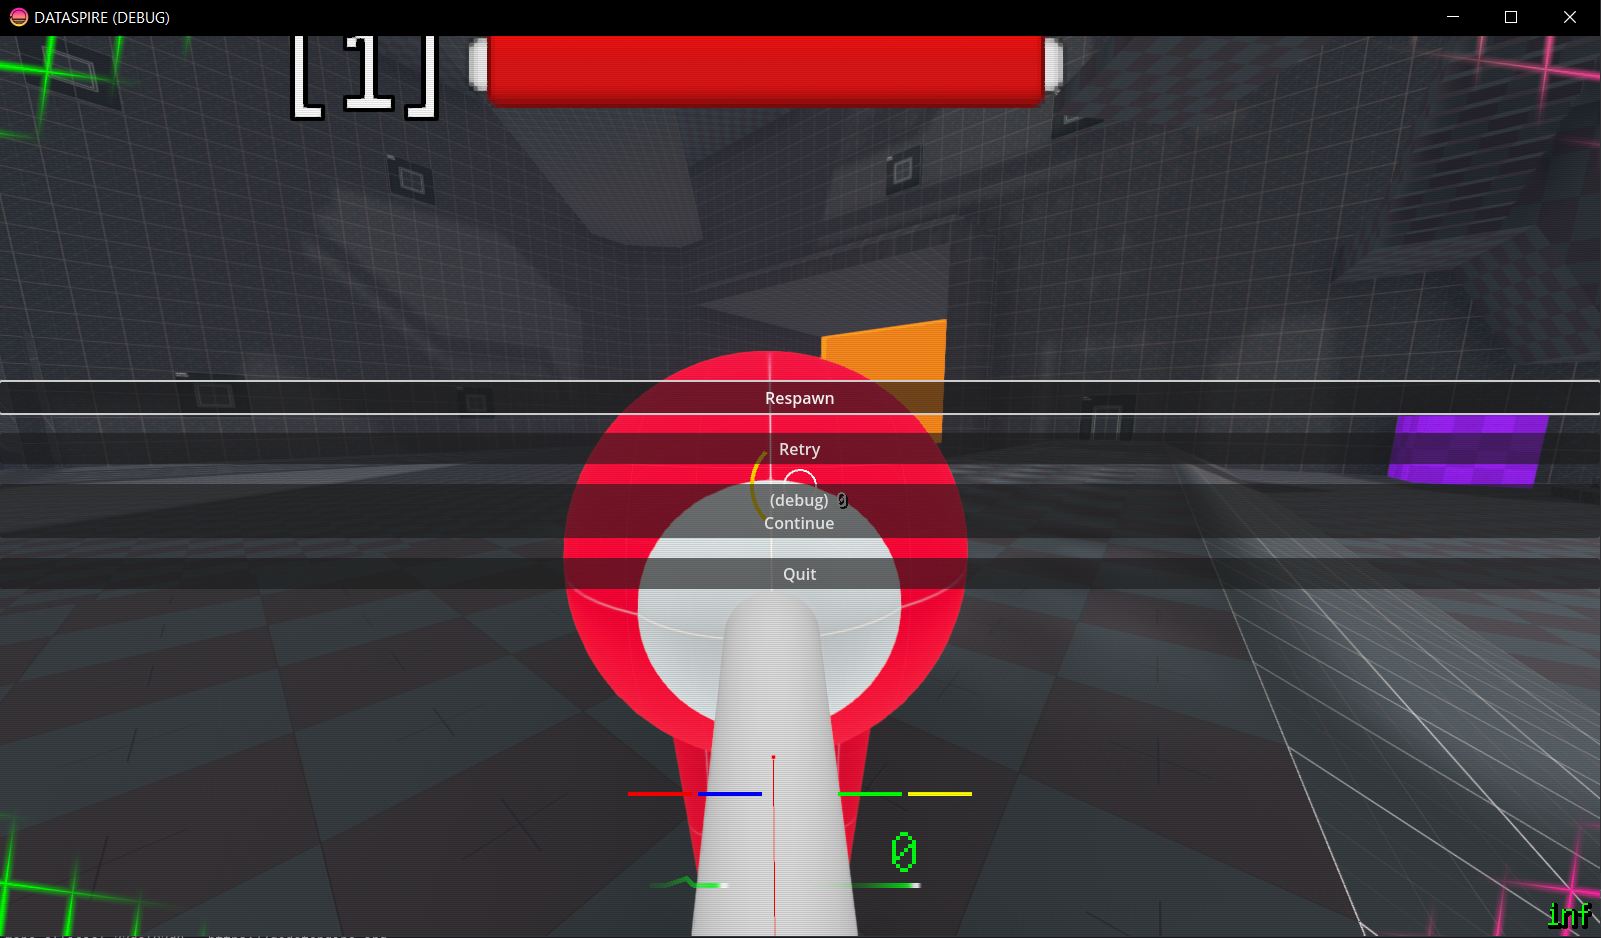 DATASPIRE (DEBUG)
[1]
Respawn
Retry
(debug) 0
Continue
Quit
0
inf